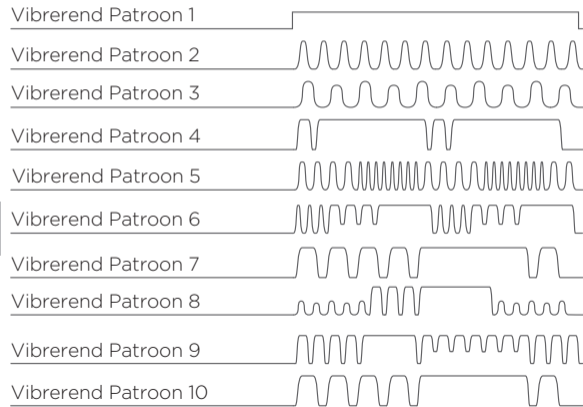 Vibrerend Patroon 1
Vibrerend Patroon 2
Vibrerend Patroon 3
Vibrerend Patroon 4
Vibrerend Patroon 5
Vibrerend Patroon 6
Vibrerend Patroon 7
Vibrerend Patroon 8
Vibrerend Patroon 9
Vibrerend Patroon 10